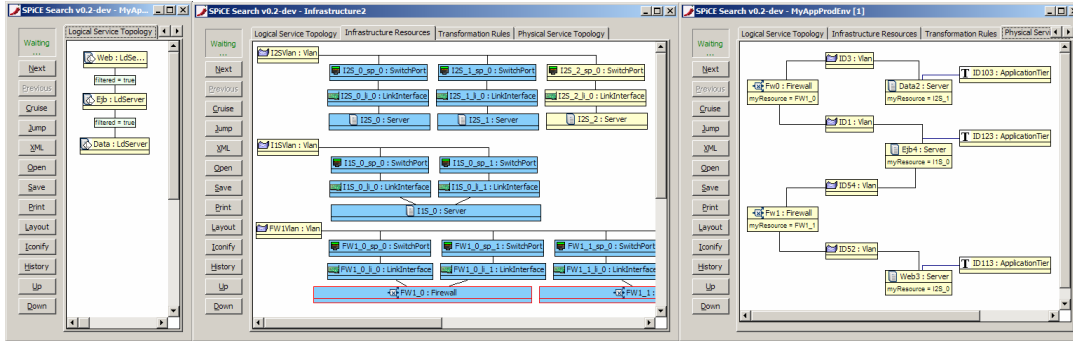 SPiCE Search v0.2-dev - MyAp...
Logical Service Topology
Waiting
...
Next
Previous
Cruise
Jump
XML
Open
Save
Print
Layout
Iconify
History
Up
Down
Web : LdSe...
filtered = true
Ejb : LdServer
filtered = true
Data : LdServer
SPiCE Search v0.2-dev - Infrastructure2
Logical Service Topology Infrastructure Resources Transformation Rules Physical Service Topology
Waiting
...
Next
Previous
Cruise
Jump
XML
Open
Save
Print
Layout
Iconify
History
Up
Down
I2SVlan : Vlan
I2S_0_sp_0 : SwitchPort I2S_1_sp_0 : SwitchPort I2S_2_sp_0 : SwitchPort
I2S_0_li_0 : LinkInterface I2S_1_li_0 : LinkInterface I2S_2_li_0 : LinkInterface
I2S_0 : Server I2S_1 : Server I2S_2 : Server
I1SVlan : Vlan
I1S_0_sp_0 : SwitchPort I1S_0_sp_1 : SwitchPort
I1S_0_li_0 : LinkInterface I1S_0_li_1 : LinkInterface
I1S_0 : Server
FW1Vlan : Vlan
FW1_0_sp_0 : SwitchPort FW1_0_sp_1 : SwitchPort FW1_1_sp_0 : SwitchPort
FW1_0_li_0 : LinkInterface FW1_0_li_1 : LinkInterface FW1_1_li_0 : LinkInterface
FW1_0 : Firewall FW1_1 :
SPiCE Search v0.2-dev - MyAppProdEnv [1]
Logical Service Topology Infrastructure Resources Transformation Rules Physical Servi
Waiting
...
Next
Previous
Cruise
Jump
XML
Open
Save
Print
Layout
Iconify
History
Up
Down
ID3 : Vlan
ID103 : ApplicationTier
Fw0 : Firewall
myResource = FW1_0
Data2 : Server
myResource = I2S_1
ID1 : Vlan
ID123 : ApplicationTier
Ejb4 : Server
myResource = I1S_0
ID54 : Vlan
Fw1 : Firewall
myResource = FW1_1
ID52 : Vlan
ID113 : ApplicationTier
Web3 : Server
myResource = I2S_0